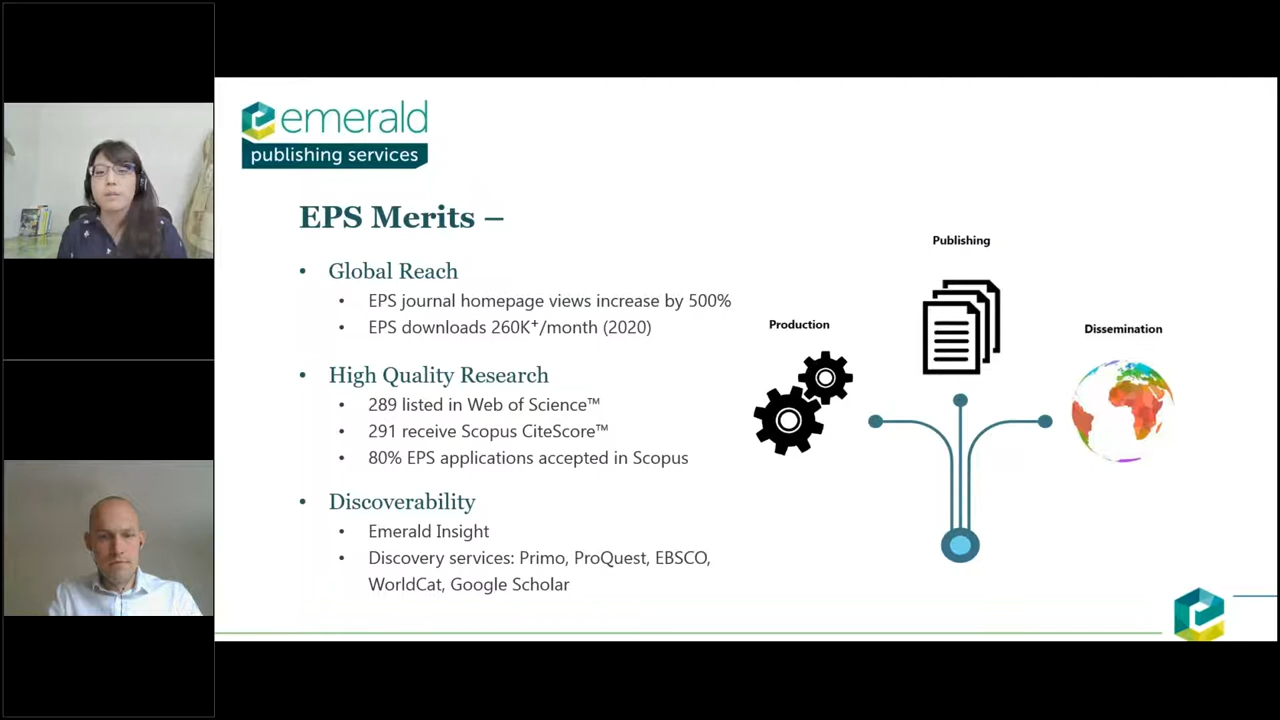 emerald
publishing services
EPS Merits –
• Global Reach
• EPS journal homepage views increase by 500%
• EPS downloads 260K⁺/month (2020)
• High Quality Research
• 289 listed in Web of Science™
• 291 receive Scopus CiteScore™
• 80% EPS applications accepted in Scopus
• Discoverability
• Emerald Insight
• Discovery services: Primo, ProQuest, EBSCO,
WorldCat, Google Scholar
Production
Publishing
Dissemination